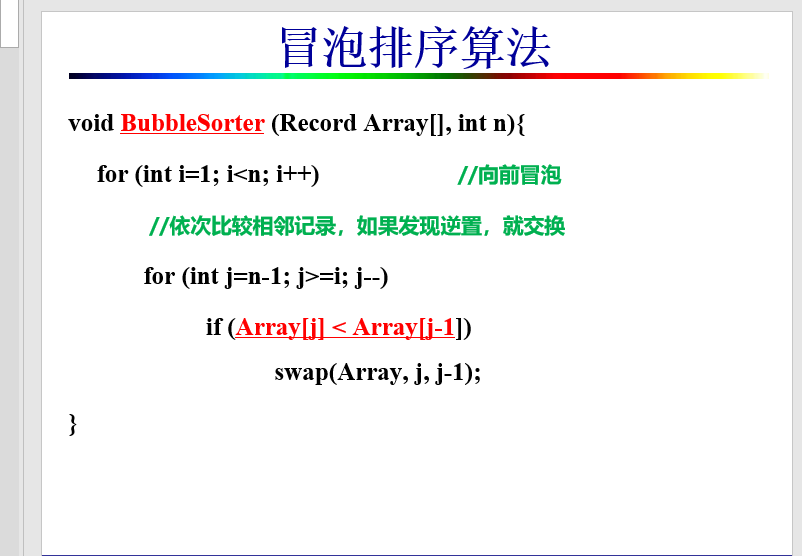 冒泡排序算法
void BubbleSorter (Record Array[], int n){
for (int i=1; i<n; i++) //向前冒泡
//依次比较相邻记录，如果发现逆置，就交换
for (int j=n-1; j>=i; j--)
if (Array[j] < Array[j-1])
swap(Array, j, j-1);
}